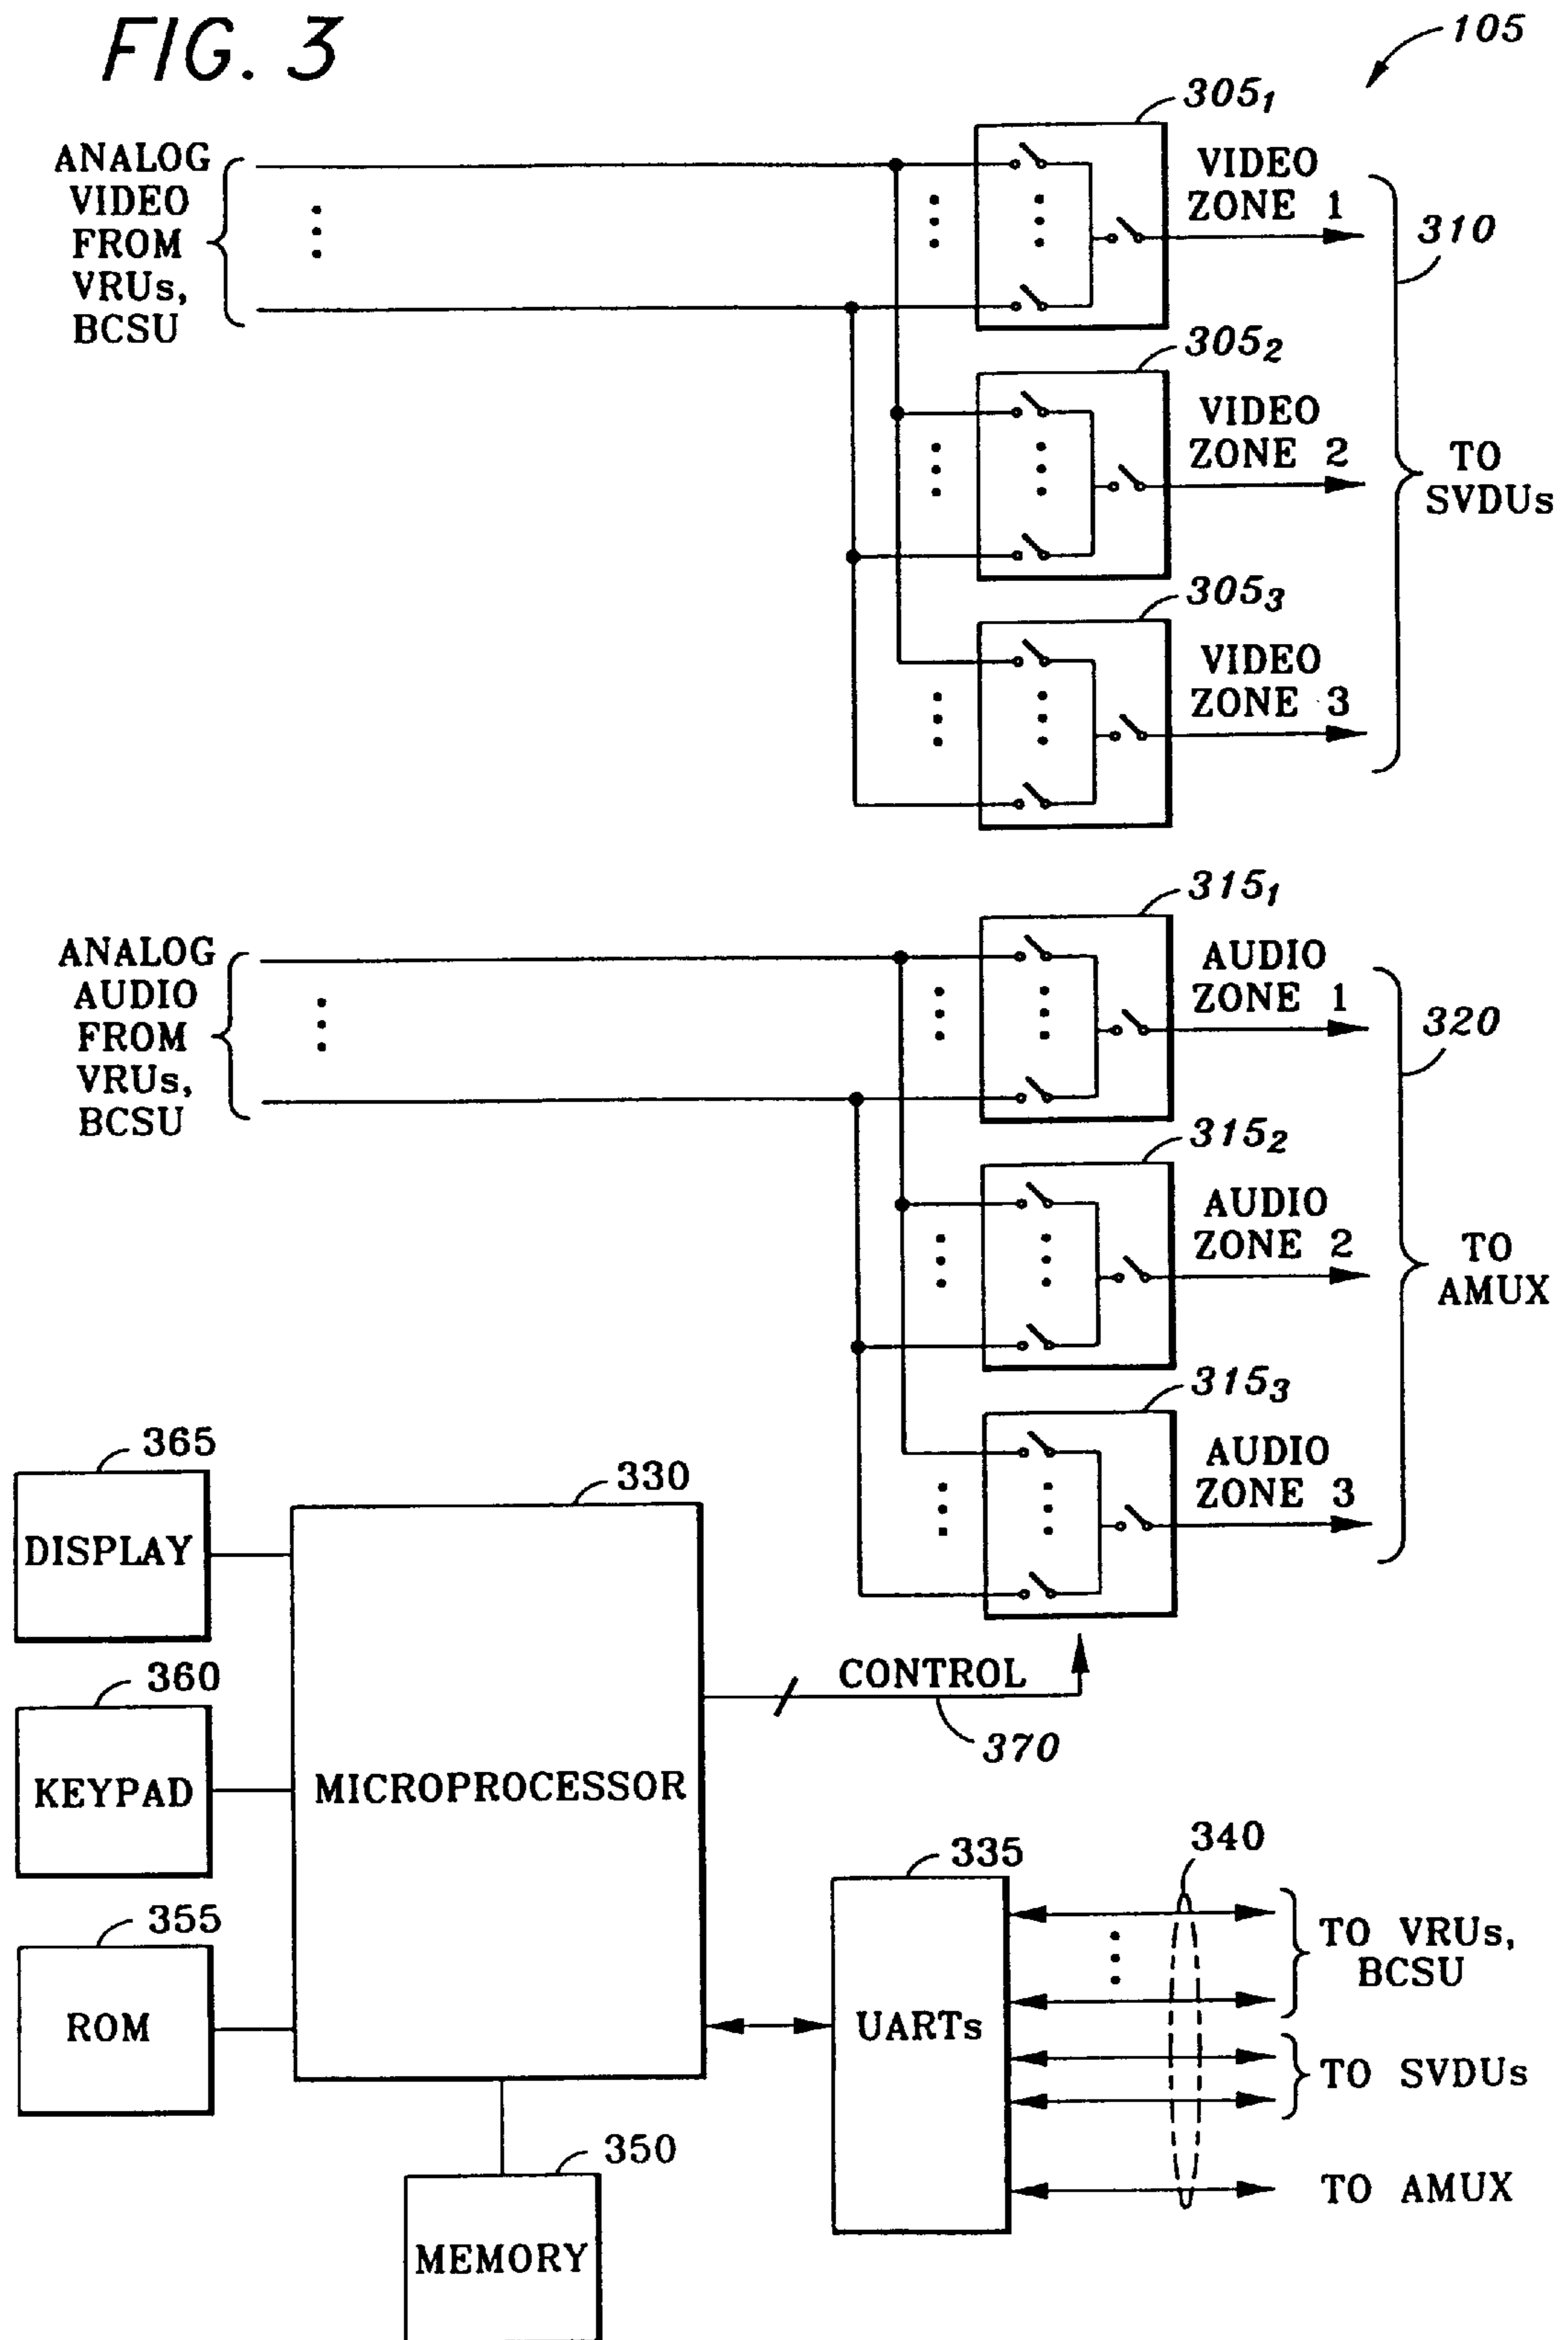 FIG. 3
105
305₁
ANALOG
VIDEO
FROM
VRUs,
BCSU
VIDEO
ZONE 1
310
305₂
VIDEO
ZONE 2
TO
SVDUs
305₃
VIDEO
ZONE 3
315₁
ANALOG
AUDIO
FROM
VRUs,
BCSU
AUDIO
ZONE 1
320
315₂
AUDIO
ZONE 2
TO
AMUX
315₃
AUDIO
ZONE 3
365
DISPLAY
330
MICROPROCESSOR
360
KEYPAD
CONTROL
370
355
ROM
335
UARTs
340
TO VRUs,
BCSU
TO SVDUs
TO AMUX
350
MEMORY